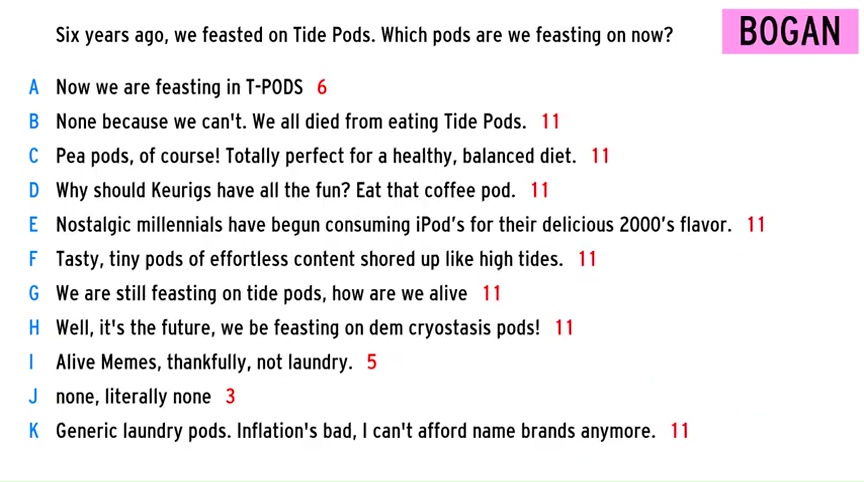 Six years ago, we feasted on Tide Pods. Which pods are we feasting on now?
BOGAN
A Now we are feasting in T-PODS 6
B None because we can't. We all died from eating Tide Pods. 11
C Pea pods, of course! Totally perfect for a healthy, balanced diet. 11
D Why should Keurigs have all the fun? Eat that coffee pod. 11
E Nostalgic millennials have begun consuming iPod's for their delicious 2000's flavor. 11
F Tasty, tiny pods of effortless content shored up like high tides. 11
G We are still feasting on tide pods, how are we alive 11
H Well, it's the future, we be feasting on dem cryostasis pods! 11
I Alive Memes, thankfully, not laundry. 5
J none, literally none 3
K Generic laundry pods. Inflation's bad, I can't afford name brands anymore. 11